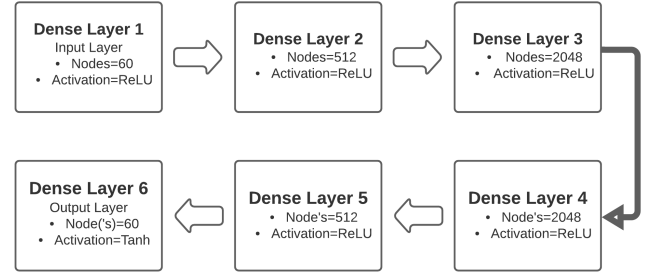 Dense Layer 1
Input Layer
• Nodes=60
• Activation=ReLU
Dense Layer 2
• Nodes=512
• Activation=ReLU
Dense Layer 3
• Nodes=2048
• Activation=ReLU
Dense Layer 4
• Node's=2048
• Activation=ReLU
Dense Layer 5
• Node's=512
• Activation=ReLU
Dense Layer 6
Output Layer
• Node('s)=60
• Activation=Tanh